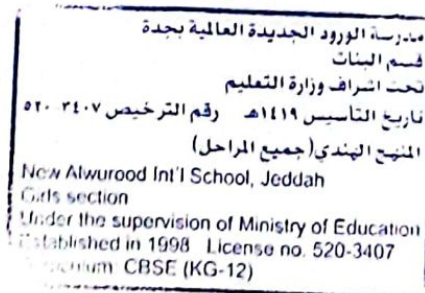 مدرسة الورود الجديدة العالمية بجدة
قسم البنات
تحت اشراف وزارة التعليم
تاريخ التأسيس ١٤١٩هـ رقم الترخيص ٣٤٠٧-٥٢٠
المنهج الهندي(جميع المراحل)
New Alwurood Int'l School, Jeddah
Girls section
Under the supervision of Ministry of Education
Established in 1998 License no. 520-3407
CBSE (KG-12)